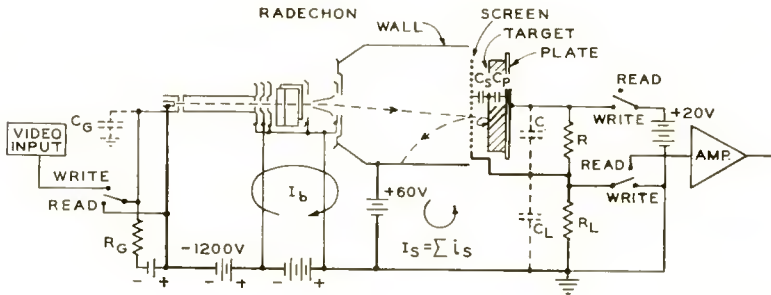 RADECHON
WALL
SCREEN
TARGET
PLATE
CS CP
READ
WRITE
+20V
CG
VIDEO
INPUT
WRITE
READ
RG
- +
-1200V
- +
- +
Ib
+60V
IS=∑iS
C
R
READ
WRITE
AMP.
CL
RL